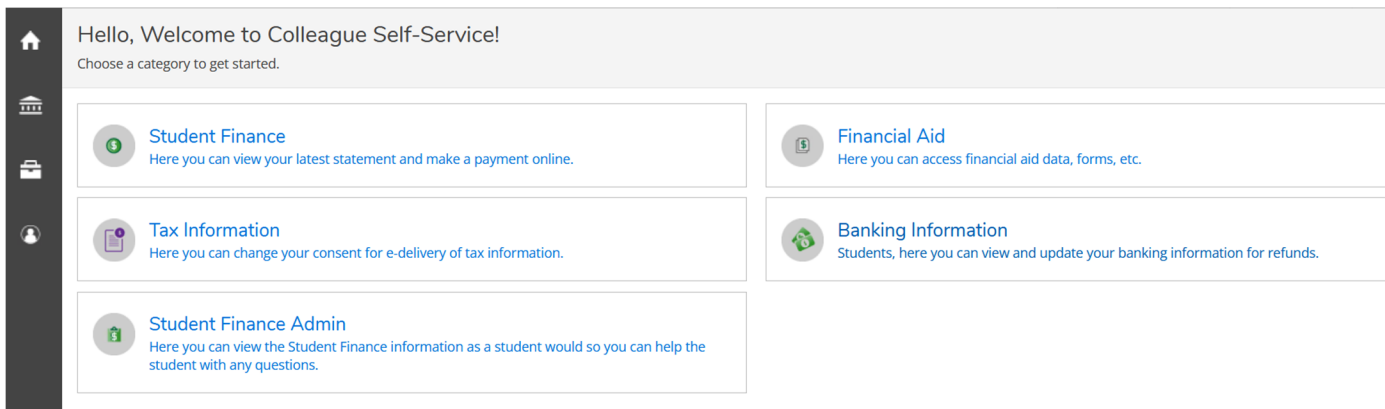 Hello, Welcome to Colleague Self-Service!
Choose a category to get started.
Student Finance
Here you can view your latest statement and make a payment online.
Financial Aid
Here you can access financial aid data, forms, etc.
Tax Information
Here you can change your consent for e-delivery of tax information.
Banking Information
Students, here you can view and update your banking information for refunds.
Student Finance Admin
Here you can view the Student Finance information as a student would so you can help the
student with any questions.